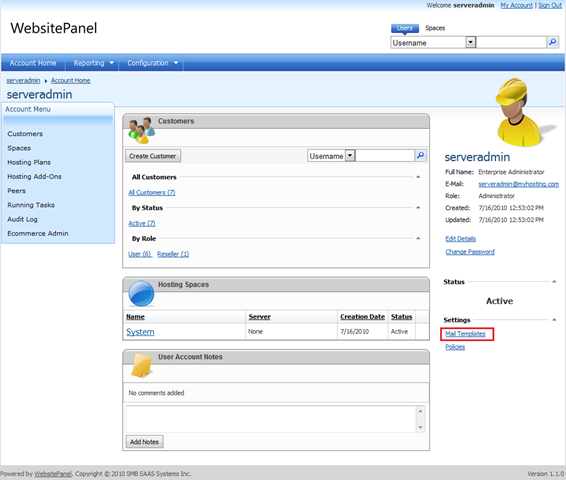 Welcome serveradmin My Account | Sign Out
WebsitePanel
Users Spaces
Username
Account Home Reporting Configuration
serveradmin Account Home
serveradmin
Account Menu
Customers
Spaces
Hosting Plans
Hosting Add-Ons
Peers
Running Tasks
Audit Log
Ecommerce Admin
Customers
Create Customer Username
All Customers
All Customers (7)
By Status
Active (7)
By Role
User (6) Reseller (1)
Hosting Spaces
Name Server Creation Date Status
System None 7/16/2010 Active
User Account Notes
No comments added
Add Notes
serveradmin
Full Name: Enterprise Administrator
E-Mail: serveradmin@myhosting.com
Role: Administrator
Created: 7/16/2010 12:53:02 PM
Updated: 7/16/2010 12:53:02 PM
Edit Details
Change Password
Status
Active
Settings
Mail Templates
Policies
Powered by WebsitePanel. Copyright © 2010 SMB SAAS Systems Inc. Version 1.1.0